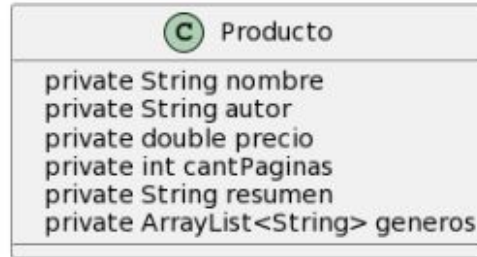 C Producto
private String nombre
private String autor
private double precio
private int cantPaginas
private String resumen
private ArrayList<String> generos